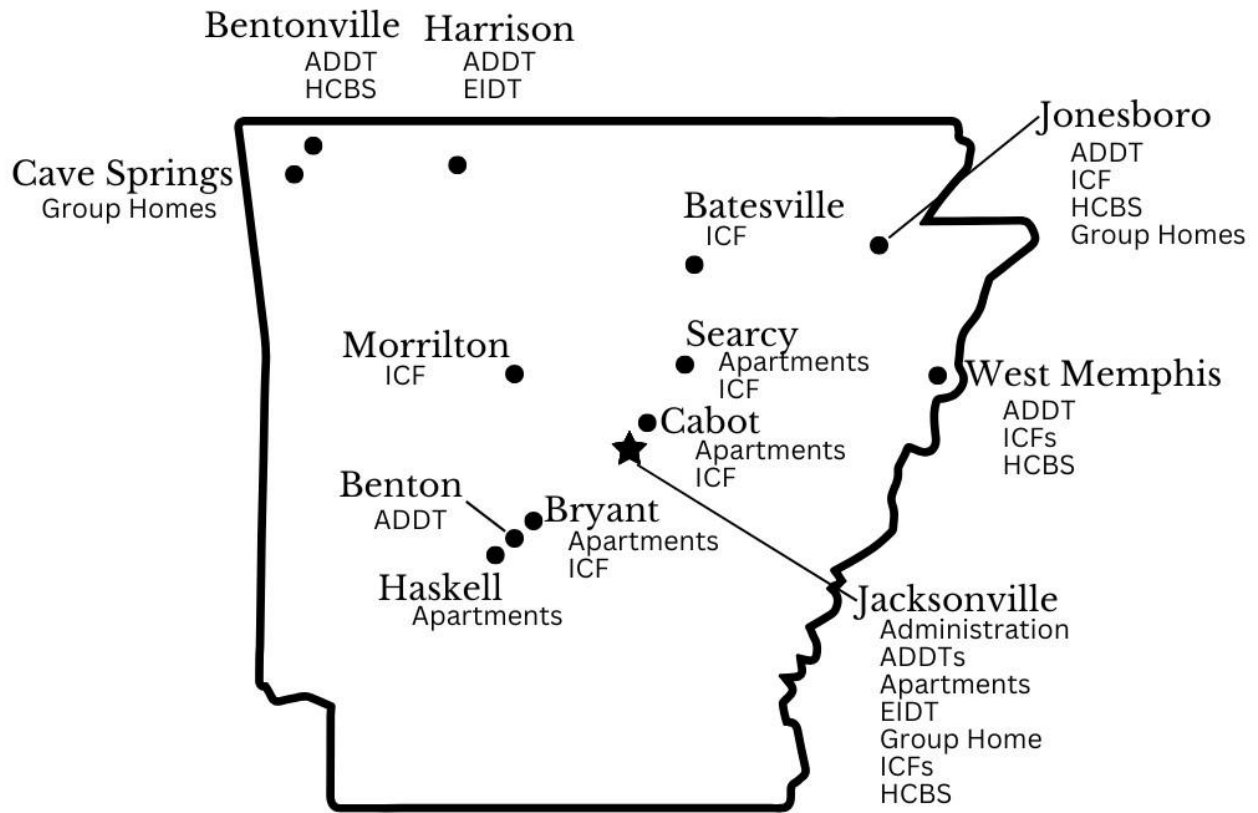 Bentonville
ADDT
HCBS
Harrison
ADDT
EIDT
Cave Springs
Group Homes
Jonesboro
ADDT
ICF
HCBS
Group Homes
Batesville
ICF
Searcy
Apartments
ICF
Morrilton
ICF
West Memphis
ADDT
ICFs
HCBS
Cabot
Apartments
ICF
Benton
ADDT
Bryant
Apartments
ICF
Haskell
Apartments
Jacksonville
Administration
ADDTs
Apartments
EIDT
Group Home
ICFs
HCBS